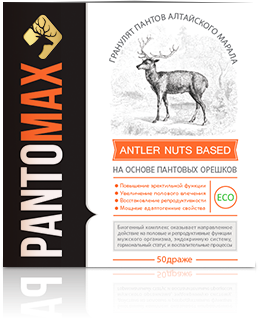 PANTOMAX
ГРАНУЛЯТ ПАНТОВ АЛТАЙСКОГО МАРАЛА
ANTLER NUTS BASED
НА ОСНОВЕ ПАНТОВЫХ ОРЕШКОВ
Повышение эректильной функции
Увеличение полового влечения
Восстановление репродуктивности
Мощные адаптогенные свойства
ECO
Биогенный комплекс оказывает направленное
действие на половые и репродуктивные функции
мужского организма, эндокринную систему,
гормональный статус и воспалительные процессы
50драже